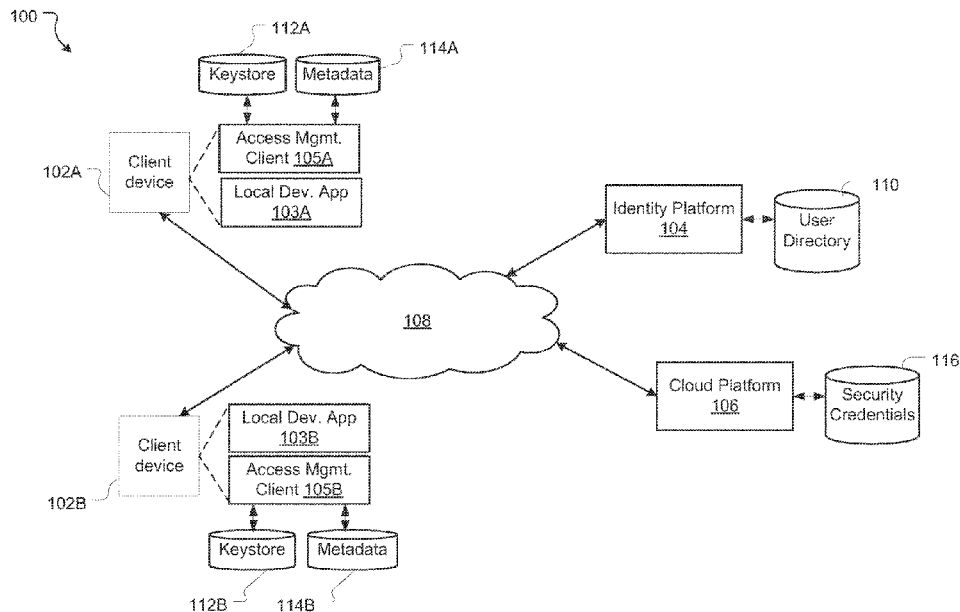 100
112A
114A
Keystore
Metadata
Access Mgmt.
Client 105A
Client
device
102A
Local Dev. App
103A
Identity Platform
104
110
User
Directory
108
Cloud Platform
106
116
Security
Credentials
Local Dev. App
103B
Client
device
Access Mgmt.
Client 105B
102B
Keystore
Metadata
112B
114B